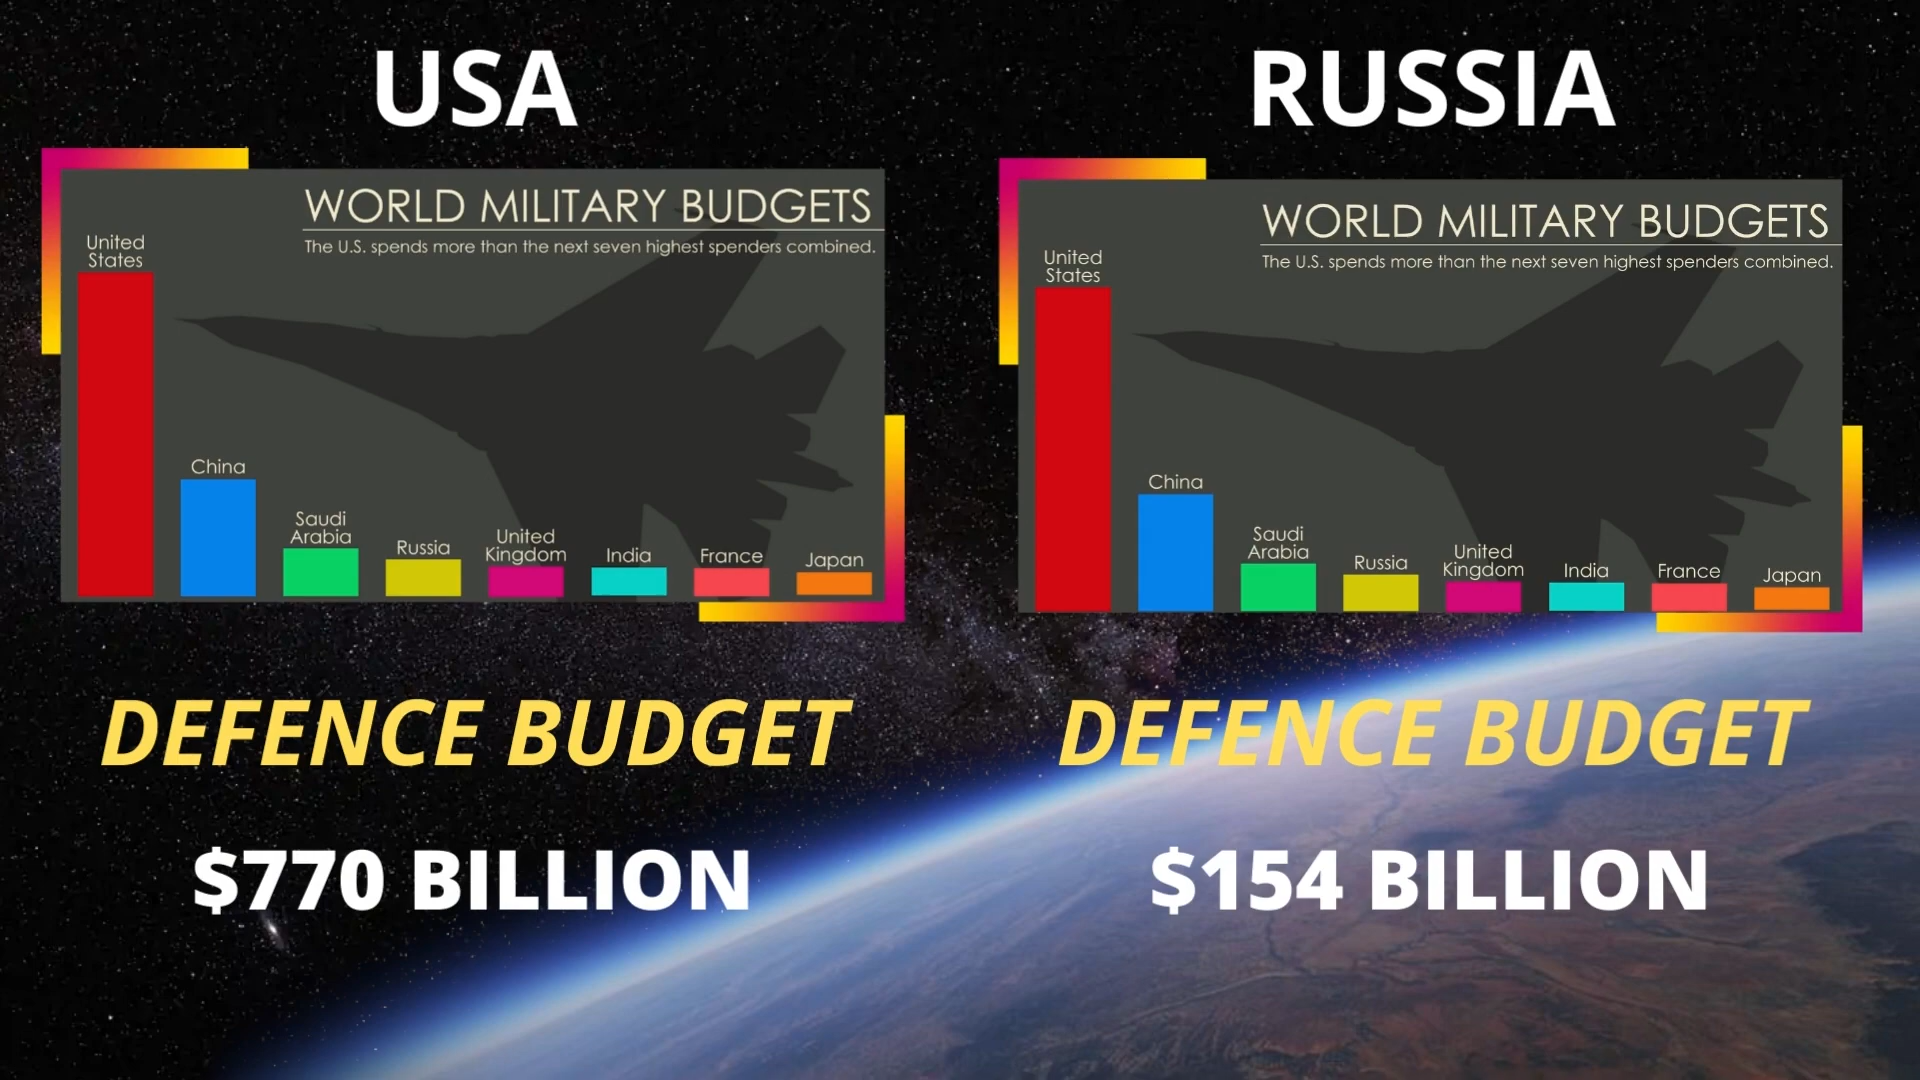 USA
WORLD MILITARY BUDGETS
The U.S. spends more than the next seven highest spenders combined.
United
States
China
Saudi
Arabia
Russia
United
Kingdom
India
France
Japan
DEFENCE BUDGET
$770 BILLION
RUSSIA
WORLD MILITARY BUDGETS
The U.S. spends more than the next seven highest spenders combined.
United
States
China
Saudi
Arabia
Russia
United
Kingdom
India
France
Japan
DEFENCE BUDGET
$154 BILLION